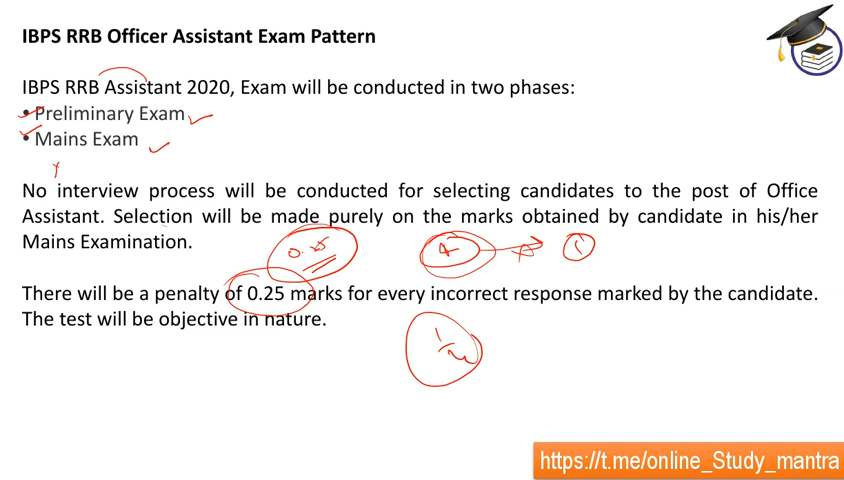 IBPS RRB Officer Assistant Exam Pattern
IBPS RRB Assistant 2020, Exam will be conducted in two phases:
• Preliminary Exam
• Mains Exam
No interview process will be conducted for selecting candidates to the post of Office
Assistant. Selection will be made purely on the marks obtained by candidate in his/her
Mains Examination.
0.25
4
1
There will be a penalty of 0.25 marks for every incorrect response marked by the candidate.
The test will be objective in nature.
https://t.me/online_Study_mantra